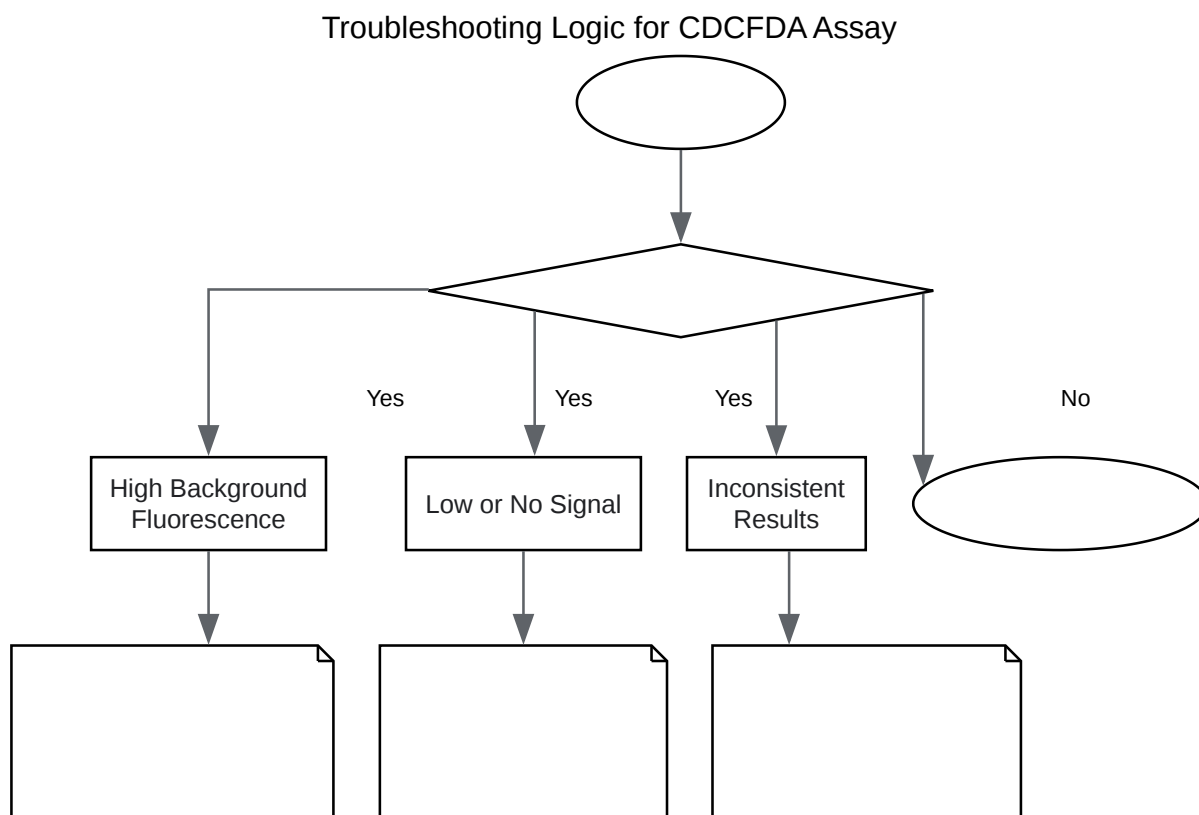 Troubleshooting Logic for CDCFDA Assay
Yes
Yes
Yes
No
High Background
Fluorescence
Low or No Signal
Inconsistent
Results